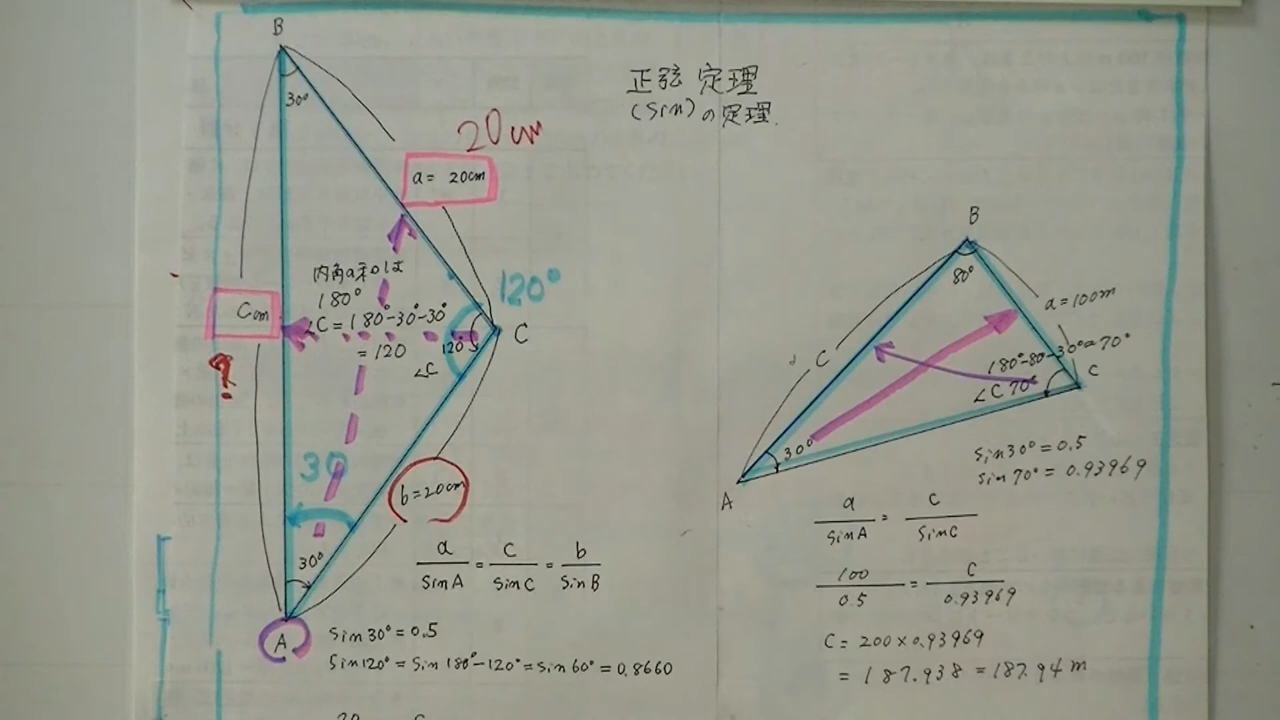 正弦定理
(sin)の定理.
B
30°
20cm
a = 20cm
内角の和は
180°
∠C=180°-30°-30°
= 120
∠C
120°
120°
C
Ccm
?
30
b=20cm
30°
A
a/sinA = c/sinC = b/sinB
sin30°=0.5
sin120°=sin180°-120°=sin60°=0.8660
20
B
80°
a=100m
C
180°-80-30°=70°
∠C 70°
C
30°
A
sin30°=0.5
sin70°=0.93969
a/sinA = c/sinC
100/0.5 = c/0.93969
C=200×0.93969
=187.938=187.94m